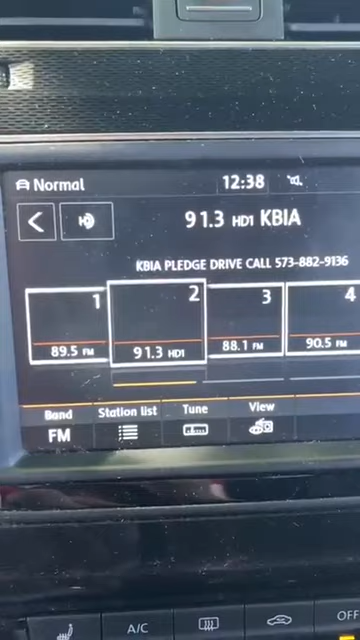 Normal 12:38
91.3 HD1 KBIA
KBIA PLEDGE DRIVE CALL 573-882-9136
1 2 3 4
89.5 FM 91.3 HD1 88.1 FM 90.5 FM
Band Station list Tune View
FM
A/C OFF